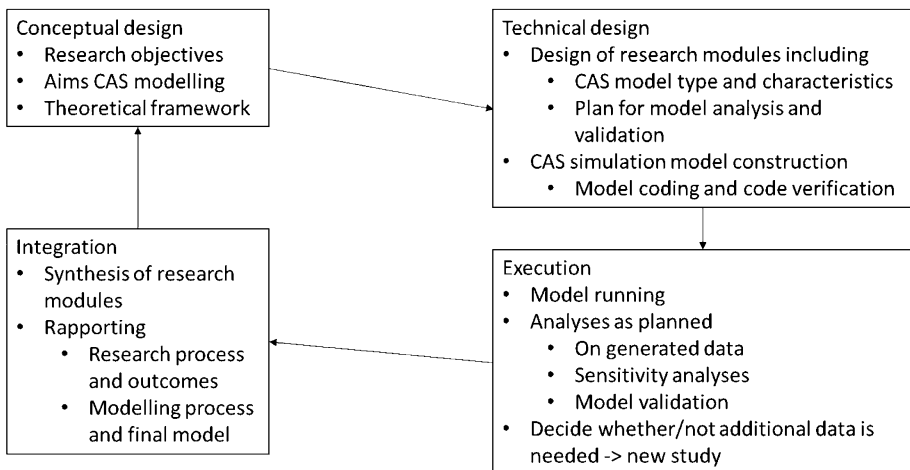 Conceptual design
• Research objectives
• Aims CAS modelling
• Theoretical framework
Technical design
• Design of research modules including
• CAS model type and characteristics
• Plan for model analysis and
validation
• CAS simulation model construction
• Model coding and code verification
Integration
• Synthesis of research
modules
• Rapporting
• Research process
and outcomes
• Modelling process
and final model
Execution
• Model running
• Analyses as planned
• On generated data
• Sensitivity analyses
• Model validation
• Decide whether/not additional data is
needed -> new study